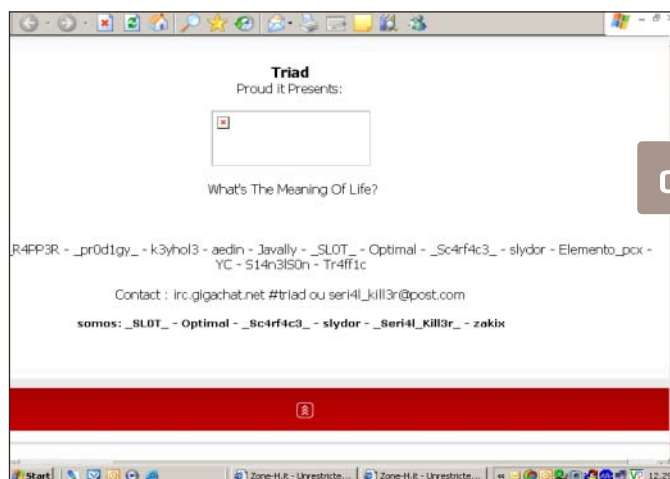 Triad
Proud it Presents:
What's The Meaning Of Life?
_R4PP3R - _pr0d1gy_ - k3yhol3 - aedin - Javally - _SL0T_ - Optimal - _Sc4rf4c3_ - slydor - Elemento_pcx -
YC - S14n3lS0n - Tr4ff1c
Contact : irc.gigachat.net #triad ou seri4l_kill3r@post.com
somos: _SL0T_ - Optimal - _Sc4rf4c3_ - slydor - _Seri4l_Kill3r_ - zakix
Start
Zone-H.it - Unrestricte...
Zone-H.it - Unrestricte...